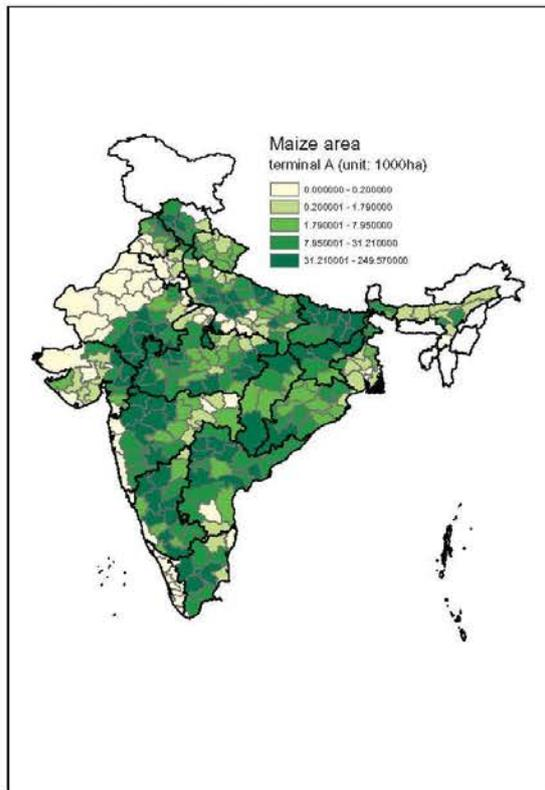 Maize area
terminal A (unit: 1000ha)
0.000000 - 0.200000
0.200001 - 1.790000
1.790001 - 7.950000
7.950001 - 31.210000
31.210001 - 249.570000